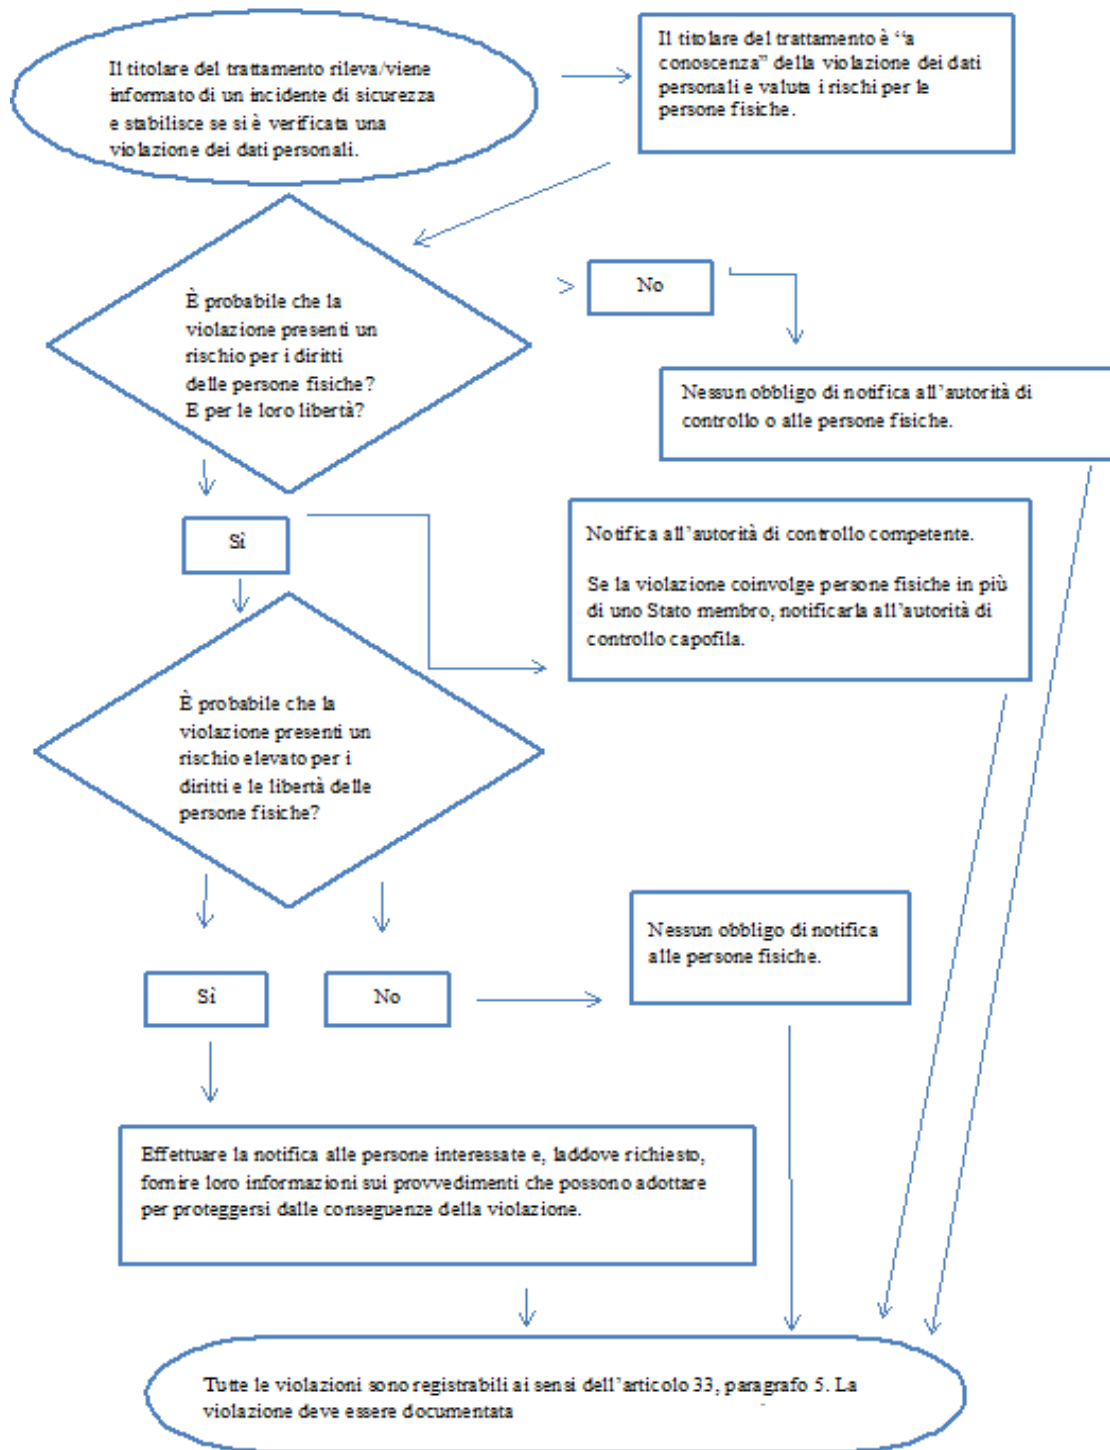 Il titolare del trattamento rileva/viene
informato di un incidente di sicurezza
e stabilisce se si è verificata una
violazione dei dati personali.
Il titolare del trattamento è “a
conoscenza” della violazione dei dati
personali e valuta i rischi per le
persone fisiche.
È probabile che la
violazione presenti un
rischio per i diritti
delle persone fisiche?
E per le loro libertà?
No
Nessun obbligo di notifica all’autorità di
controllo o alle persone fisiche.
Sì
Notifica all’autorità di controllo competente.
Se la violazione coinvolge persone fisiche in più
di uno Stato membro, notificarla all’autorità di
controllo capofila.
È probabile che la
violazione presenti un
rischio elevato per i
diritti e le libertà delle
persone fisiche?
Sì
No
Nessun obbligo di notifica
alle persone fisiche.
Effettuare la notifica alle persone interessate e, laddove richiesto,
fornire loro informazioni sui provvedimenti che possono adottare
per proteggersi dalle conseguenze della violazione.
Tutte le violazioni sono registrabili ai sensi dell’articolo 33, paragrafo 5. La
violazione deve essere documentata